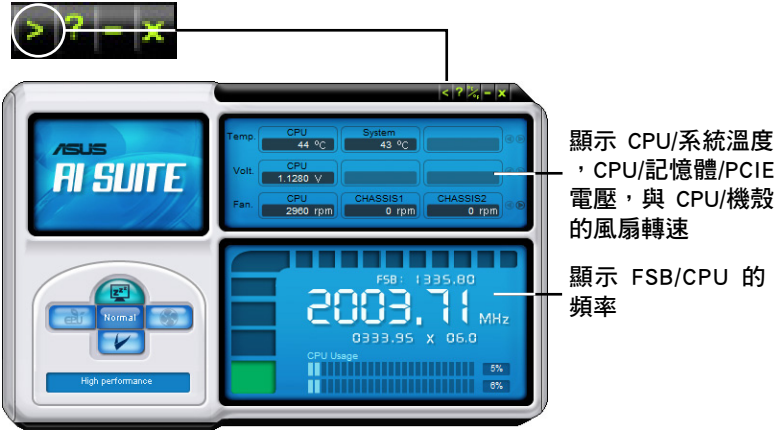 > ? - x
< ? °C/°F - x
ASUS
AI SUITE
Temp.
CPU
44 ºC
System
43 ºC
Volt.
CPU
1.1280 V
Fan.
CPU
2960 rpm
CHASSIS1
0 rpm
CHASSIS2
0 rpm
zzz
Normal
High performance
FSB: 1335.80
2003.71 MHz
0333.95 X 06.0
CPU Usage
5%
6%
顯示 CPU/系統溫度
，CPU/記憶體/PCIE
電壓，與 CPU/機殼
的風扇轉速
顯示 FSB/CPU 的
頻率